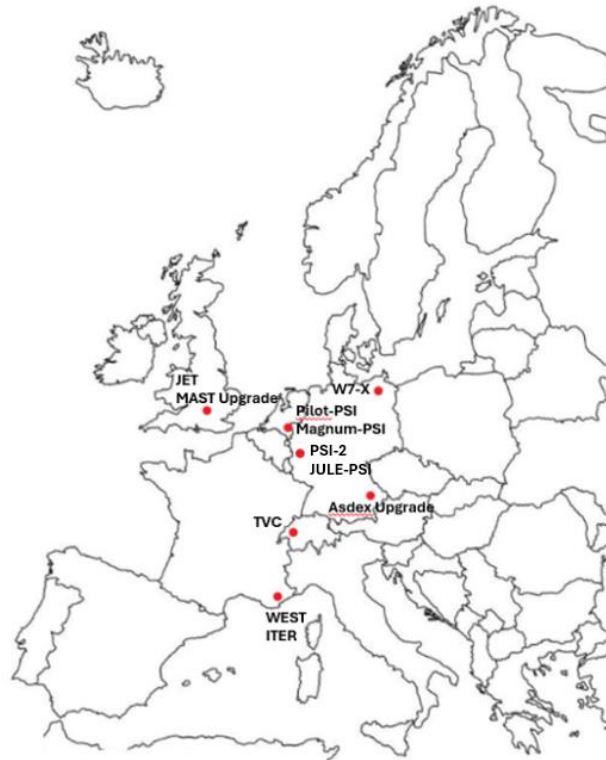 JET
MAST Upgrade
W7-X
Pilot-PSI
Magnum-PSI
PSI-2
JULE-PSI
Asdex Upgrade
TVC
WEST
ITER